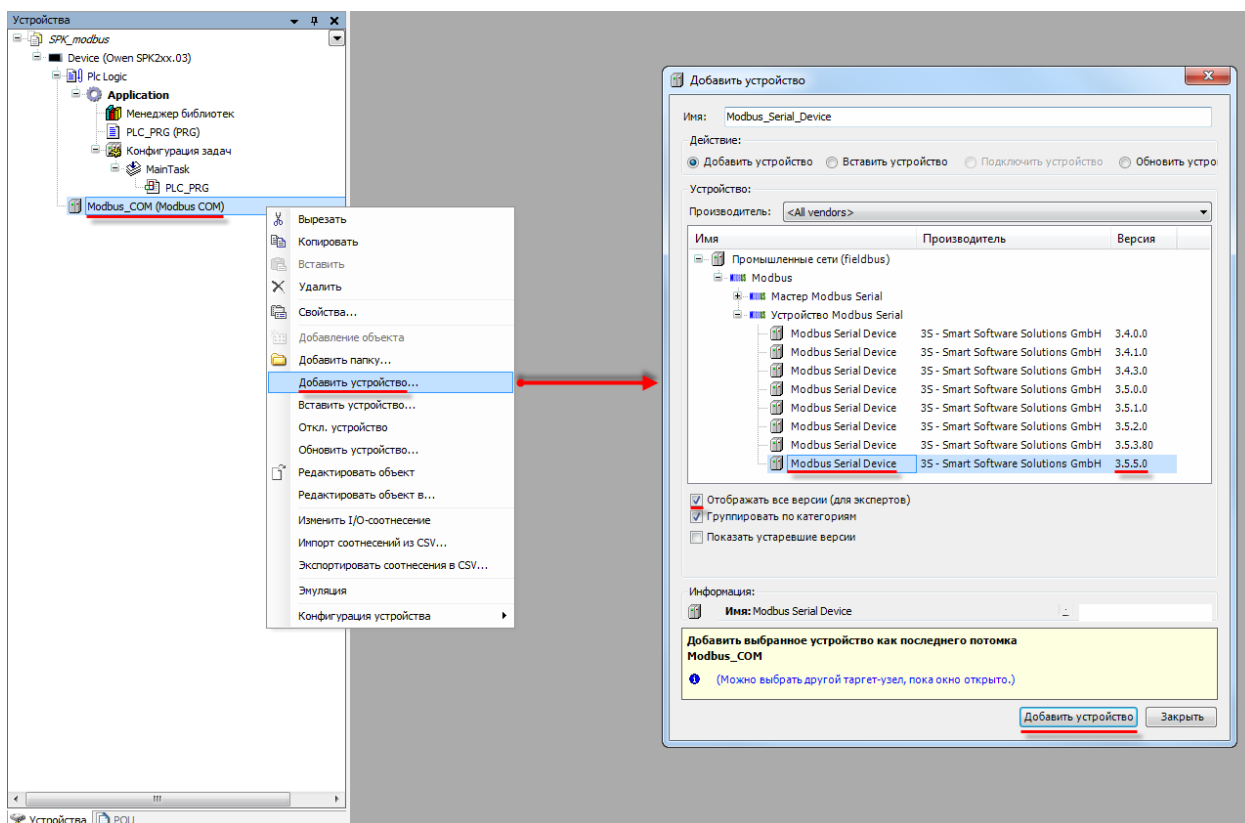 Устройства
SPK_modbus
Device (Owen SPK2xx.03)
Plc Logic
Application
Менеджер библиотек
PLC_PRG (PRG)
Конфигурация задач
MainTask
PLC_PRG
Modbus_COM (Modbus COM)
Вырезать
Копировать
Вставить
Удалить
Свойства...
Добавление объекта
Добавить папку...
Добавить устройство...
Вставить устройство...
Откл. устройство
Обновить устройство...
Редактировать объект
Редактировать объект в...
Изменить I/O-соотнесение
Импорт соотнесений из CSV...
Экспортировать соотнесения в CSV...
Эмуляция
Конфигурация устройства
Устройства POU
Добавить устройство
Имя: Modbus_Serial_Device
Действие:
Добавить устройство Вставить устройство Подключить устройство Обновить устро
Устройство:
Производитель: <All vendors>
Имя Производитель Версия
Промышленные сети (fieldbus)
Modbus
Мастер Modbus Serial
Устройство Modbus Serial
Modbus Serial Device 3S - Smart Software Solutions GmbH 3.4.0.0
Modbus Serial Device 3S - Smart Software Solutions GmbH 3.4.1.0
Modbus Serial Device 3S - Smart Software Solutions GmbH 3.4.3.0
Modbus Serial Device 3S - Smart Software Solutions GmbH 3.5.0.0
Modbus Serial Device 3S - Smart Software Solutions GmbH 3.5.1.0
Modbus Serial Device 3S - Smart Software Solutions GmbH 3.5.2.0
Modbus Serial Device 3S - Smart Software Solutions GmbH 3.5.3.80
Modbus Serial Device 3S - Smart Software Solutions GmbH 3.5.5.0
Отображать все версии (для экспертов)
Группировать по категориям
Показать устаревшие версии
Информация:
Имя: Modbus Serial Device
Добавить выбранное устройство как последнего потомка
Modbus_COM
(Можно выбрать другой таргет-узел, пока окно открыто.)
Добавить устройство Закрыть